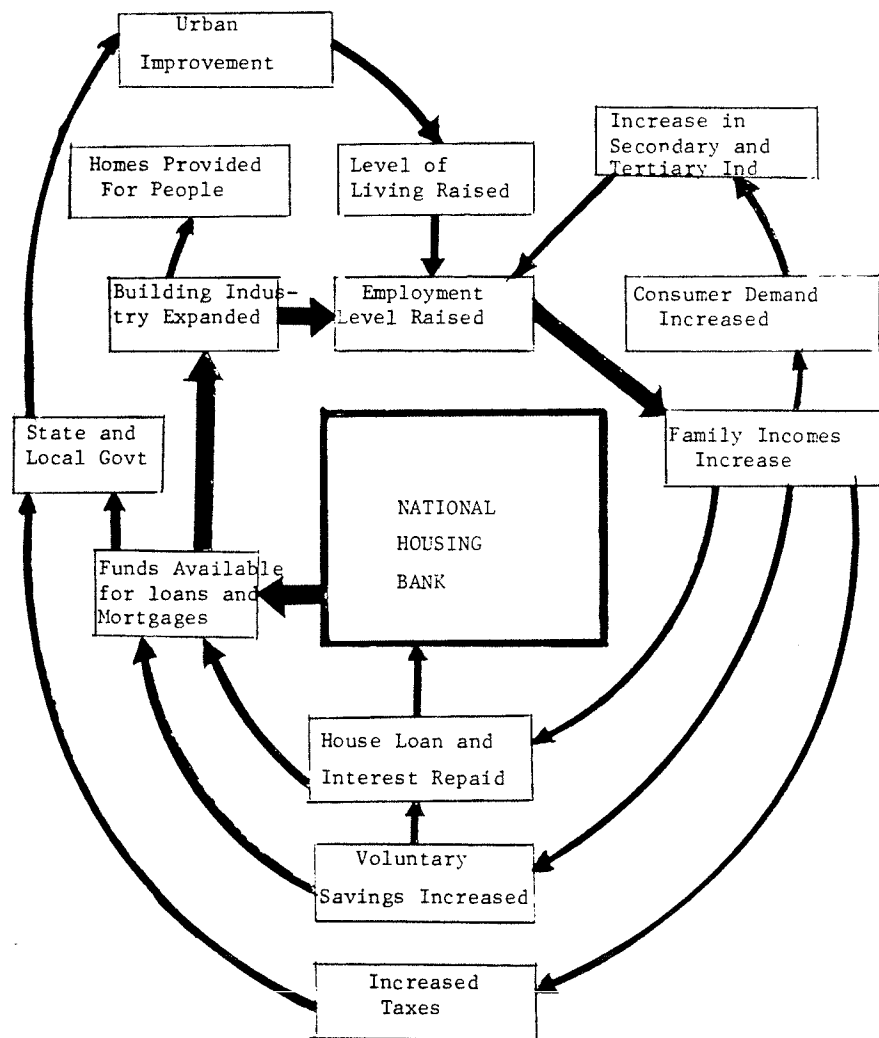 Urban
Improvement
Increase in
Secondary and
Tertiary Ind
Homes Provided
For People
Level of
Living Raised
Building Indus-
try Expanded
Employment
Level Raised
Consumer Demand
Increased
State and
Local Govt
Family Incomes
Increase
NATIONAL
HOUSING
BANK
Funds Available
for loans and
Mortgages
House Loan and
Interest Repaid
Voluntary
Savings Increased
Increased
Taxes